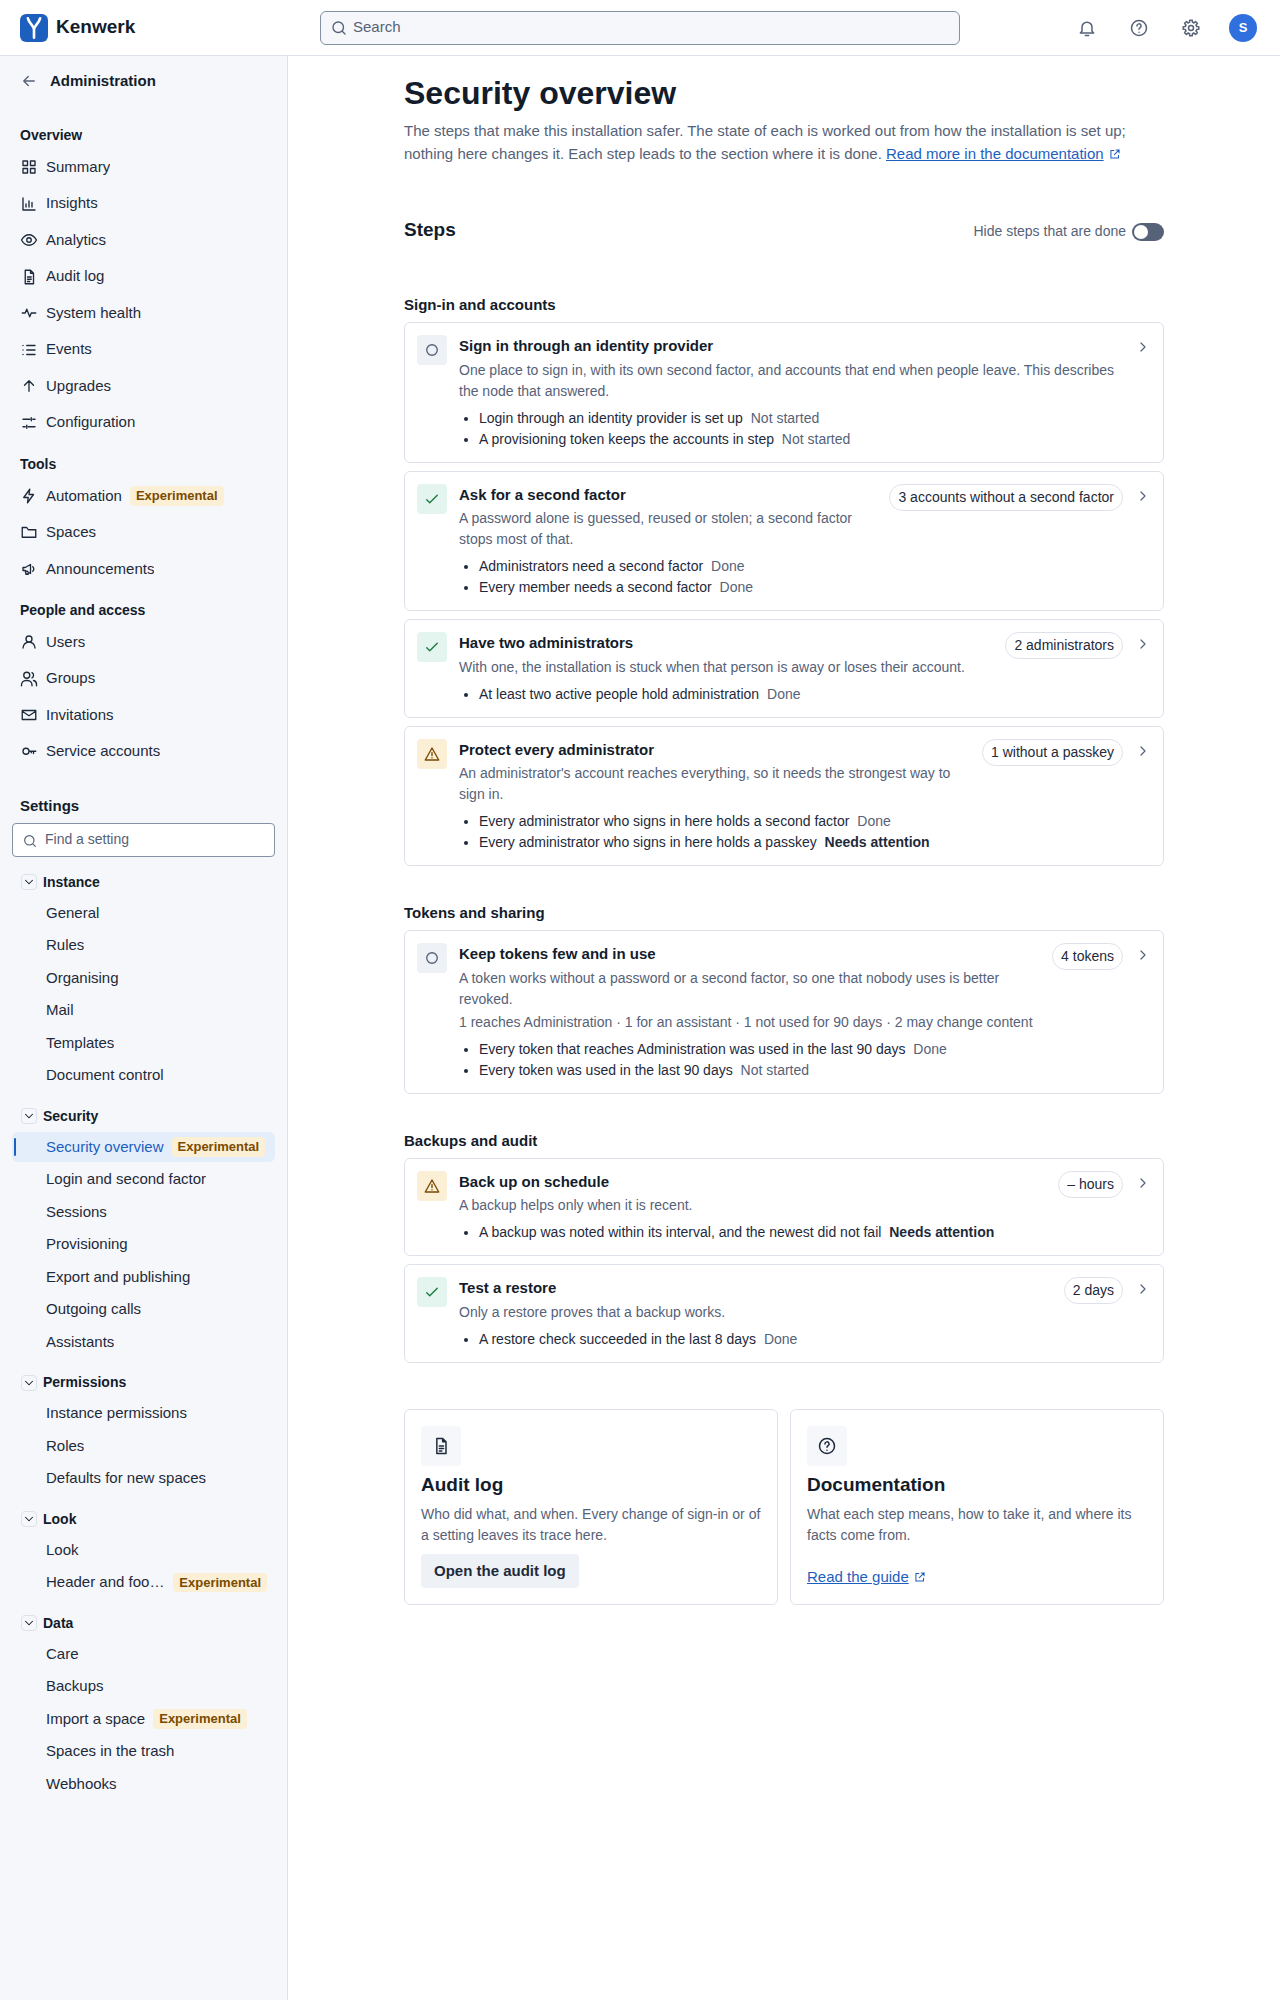 Kenwerk
Search
S
Administration
Overview
Summary
Insights
Analytics
Audit log
System health
Events
Upgrades
Configuration
Tools
Automation Experimental
Spaces
Announcements
People and access
Users
Groups
Invitations
Service accounts
Settings
Find a setting
Instance
General
Rules
Organising
Mail
Templates
Document control
Security
Security overview Experimental
Login and second factor
Sessions
Provisioning
Export and publishing
Outgoing calls
Assistants
Permissions
Instance permissions
Roles
Defaults for new spaces
Look
Look
Header and foo… Experimental
Data
Care
Backups
Import a space Experimental
Spaces in the trash
Webhooks
Security overview
The steps that make this installation safer. The state of each is worked out from how the installation is set up;
nothing here changes it. Each step leads to the section where it is done. Read more in the documentation
Steps
Hide steps that are done
Sign-in and accounts
Sign in through an identity provider
One place to sign in, with its own second factor, and accounts that end when people leave. This describes
the node that answered.
• Login through an identity provider is set up Not started
• A provisioning token keeps the accounts in step Not started
Ask for a second factor
3 accounts without a second factor
A password alone is guessed, reused or stolen; a second factor
stops most of that.
• Administrators need a second factor Done
• Every member needs a second factor Done
Have two administrators
2 administrators
With one, the installation is stuck when that person is away or loses their account.
• At least two active people hold administration Done
Protect every administrator
1 without a passkey
An administrator's account reaches everything, so it needs the strongest way to
sign in.
• Every administrator who signs in here holds a second factor Done
• Every administrator who signs in here holds a passkey Needs attention
Tokens and sharing
Keep tokens few and in use
4 tokens
A token works without a password or a second factor, so one that nobody uses is better
revoked.
1 reaches Administration · 1 for an assistant · 1 not used for 90 days · 2 may change content
• Every token that reaches Administration was used in the last 90 days Done
• Every token was used in the last 90 days Not started
Backups and audit
Back up on schedule
– hours
A backup helps only when it is recent.
• A backup was noted within its interval, and the newest did not fail Needs attention
Test a restore
2 days
Only a restore proves that a backup works.
• A restore check succeeded in the last 8 days Done
Audit log
Who did what, and when. Every change of sign-in or of
a setting leaves its trace here.
Open the audit log
Documentation
What each step means, how to take it, and where its
facts come from.
Read the guide